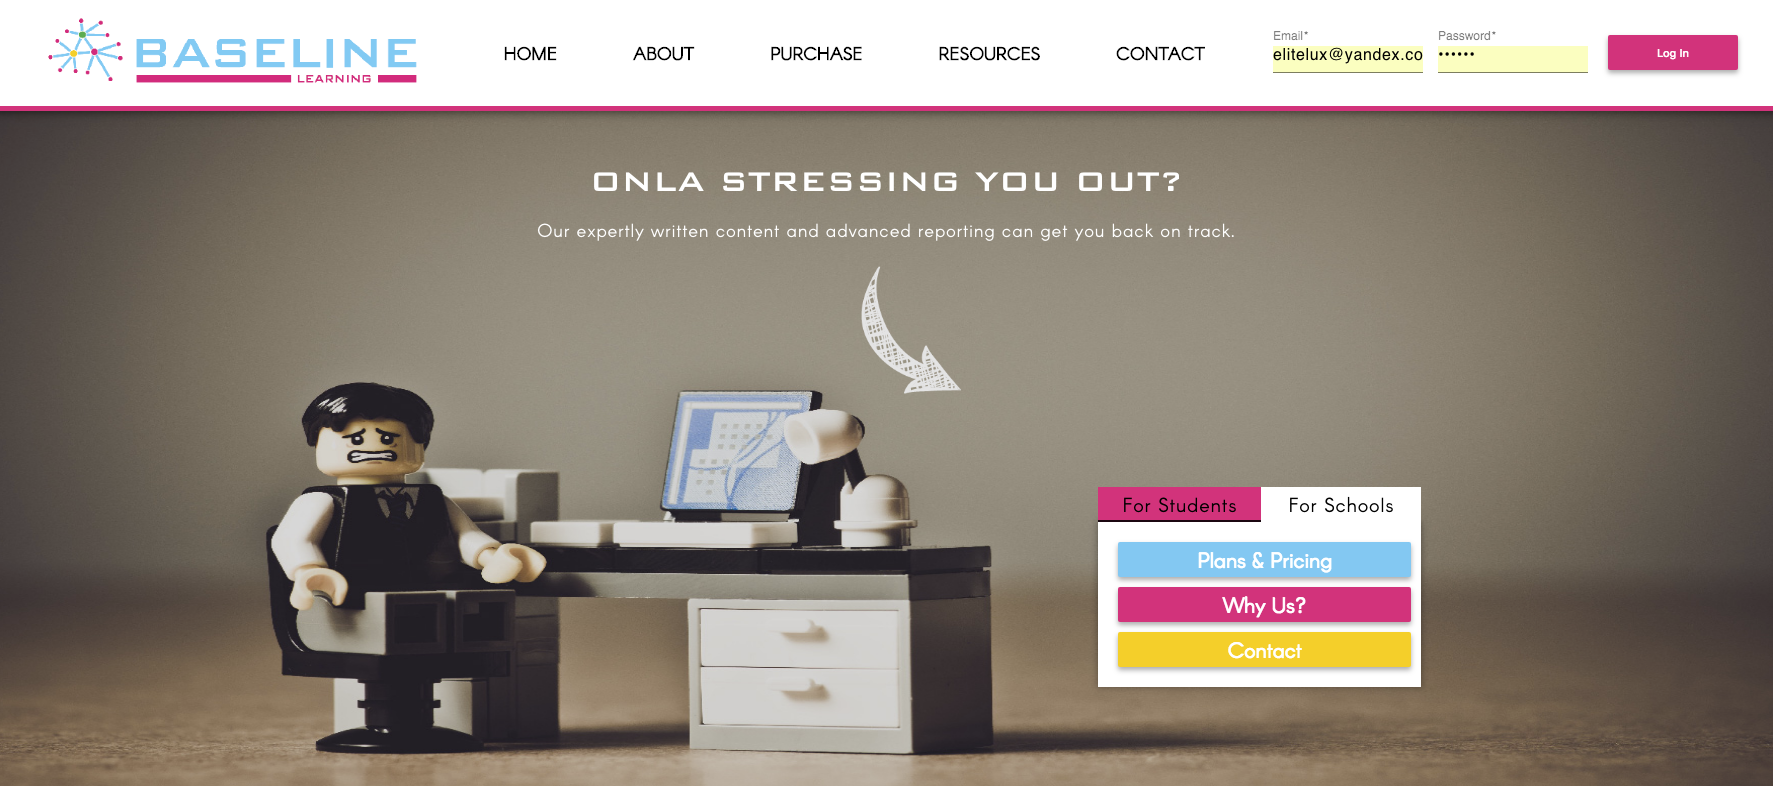 BASELINE
LEARNING
HOME ABOUT PURCHASE RESOURCES CONTACT
Email* Password*
elitelux@yandex.co ••••••
Log In
ONLA STRESSING YOU OUT?
Our expertly written content and advanced reporting can get you back on track.
For Students For Schools
Plans & Pricing
Why Us?
Contact